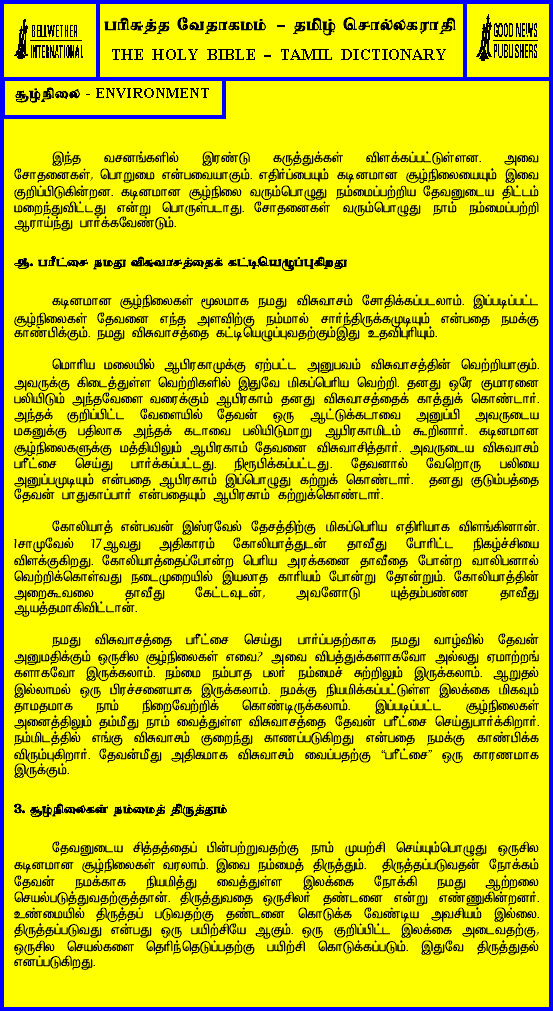 BELLWETHER
INTERNATIONAL
பரிசுத்த வேதாகமம் – தமிழ் சொல்லகராதி
THE HOLY BIBLE – TAMIL DICTIONARY
GOOD NEWS
PUBLISHERS
சூழ்நிலை - ENVIRONMENT
இந்த வசனங்களில் இரண்டு கருத்துக்கள் விளக்கப்பட்டுள்ளன. அவை
சோதனைகள், பொறுமை என்பவையாகும். எதிர்ப்பையும் கடினமான சூழ்நிலையையும் இவை
குறிப்பிடுகின்றன. கடினமான சூழ்நிலை வரும்பொழுது நம்மைப்பற்றிய தேவனுடைய திட்டம்
மறைந்துவிட்டது என்று பொருள்படாது. சோதனைகள் வரும்பொழுது நாம் நம்மைப்பற்றி
ஆராய்ந்து பார்க்கவேண்டும்.
ஆ. பரீட்சை நமது விசுவாசத்தைக் கட்டியெழுப்புகிறது
கடினமான சூழ்நிலைகள் மூலமாக நமது விசுவாசம் சோதிக்கப்படலாம். இப்படிப்பட்ட
சூழ்நிலைகள் தேவனை எந்த அளவிற்கு நம்மால் சார்ந்திருக்கமுடியும் என்பதை நமக்கு
காண்பிக்கும். நமது விசுவாசத்தை கட்டியெழுப்புவதற்கும்இது உதவிபுரியும்.
மொரிய மலையில் ஆபிரகாமுக்கு ஏற்பட்ட அனுபவம் விசுவாசத்தின் வெற்றியாகும்.
அவருக்கு கிடைத்துள்ள வெற்றிகளில் இதுவே மிகப்பெரிய வெற்றி. தனது ஒரே குமாரனை
பலியிடும் அந்தவேளை வரைக்கும் ஆபிரகாம் தனது விசுவாசத்தைக் காத்துக் கொண்டார்.
அந்தக் குறிப்பிட்ட வேளையில் தேவன் ஒரு ஆட்டுக்கடாவை அனுப்பி அவருடைய
மகனுக்கு பதிலாக அந்தக் கடாவை பலியிடுமாறு ஆபிரகாமிடம் கூறினார். கடினமான
சூழ்நிலைகளுக்கு மத்தியிலும் ஆபிரகாம் தேவனை விசுவாசித்தார். அவருடைய விசுவாசம்
பரீட்சை செய்து பார்க்கப்பட்டது. நிரூபிக்கப்பட்டது. தேவனால் வேறொரு பலியை
அனுப்பமுடியும் என்பதை ஆபிரகாம் இப்பொழுது கற்றுக் கொண்டார். தனது குடும்பத்தை
தேவன் பாதுகாப்பார் என்பதையும் ஆபிரகாம் கற்றுக்கொண்டார்.
கோலியாத் என்பவன் இஸ்ரவேல் தேசத்திற்கு மிகப்பெரிய எதிரியாக விளங்கினான்.
1சாமுவேல் 17ஆவது அதிகாரம் கோலியாத்துடன் தாவீது போரிட்ட நிகழ்ச்சியை
விளக்குகிறது. கோலியாத்தைப்போன்ற பெரிய அரக்கனை தாவீதை போன்ற வாலிபனால்
வெற்றிக்கொள்வது நடைமுறையில் இயலாத காரியம் போன்று தோன்றும். கோலியாத்தின்
அறைகூவலை தாவீது கேட்டவுடன், அவனோடு யுத்தம்பண்ண தாவீது
ஆயத்தமாகிவிட்டான்.
நமது விசுவாசத்தை பரீட்சை செய்து பார்ப்பதற்காக நமது வாழ்வில் தேவன்
அனுமதிக்கும் ஒருசில சூழ்நிலைகள் எவை? அவை விபத்துக்களாகவோ அல்லது ஏமாற்றங்
களாகவோ இருக்கலாம். நம்மை நம்பாத பலர் நம்மைச் சுற்றிலும் இருக்கலாம். ஆறுதல்
இல்லாமல் ஒரு பிரச்சனையாக இருக்கலாம். நமக்கு நியமிக்கப்பட்டுள்ள இலக்கை மிகவும்
தாமதமாக நாம் நிறைவேற்றிக் கொண்டிருக்கலாம். இப்படிப்பட்ட சூழ்நிலைகள்
அனைத்திலும் தம்மீது நாம் வைத்துள்ள விசுவாசத்தை தேவன் பரீட்சை செய்துபார்க்கிறார்.
நம்மிடத்தில் எங்கு விசுவாசம் குறைந்து காணப்படுகிறது என்பதை நமக்கு காண்பிக்க
விரும்புகிறார். தேவன்மீது அதிகமாக விசுவாசம் வைப்பதற்கு “பரீட்சை” ஒரு காரணமாக
இருக்கும்.
3. சூழ்நிலைகள் நம்மைத் திருத்தும்
தேவனுடைய சித்தத்தைப் பின்பற்றுவதற்கு நாம் முயற்சி செய்யும்பொழுது ஒருசில
கடினமான சூழ்நிலைகள் வரலாம். இவை நம்மைத் திருத்தும். திருத்தப்படுவதன் நோக்கம்
தேவன் நமக்காக நியமித்து வைத்துள்ள இலக்கை நோக்கி நமது ஆற்றலை
செயல்படுத்துவதற்குத்தான். திருத்துவதை ஒருசிலர் தண்டனை என்று எண்ணுகின்றனர்.
உண்மையில் திருத்தப் படுவதற்கு தண்டனை கொடுக்க வேண்டிய அவசியம் இல்லை.
திருத்தப்படுவது என்பது ஒரு பயிற்சியே ஆகும். ஒரு குறிப்பிட்ட இலக்கை அடைவதற்கு,
ஒருசில செயல்களை தெரிந்தெடுப்பதற்கு பயிற்சி கொடுக்கப்படும். இதுவே திருத்துதல்
எனப்படுகிறது.